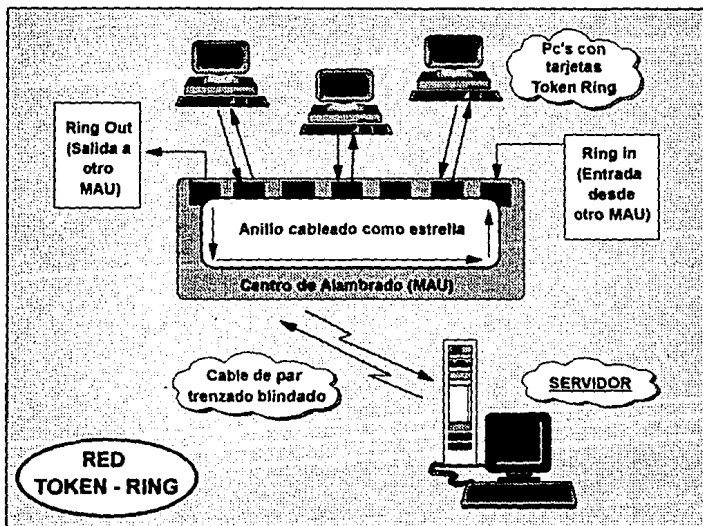 Pc's con
tarjetas
Token Ring
Ring Out
(Salida a
otro
MAU)
Ring in
(Entrada
desde
otro MAU)
Anillo cableado como estrella
Centro de Alambrado (MAU)
Cable de par
trenzado blindado
SERVIDOR
RED
TOKEN - RING